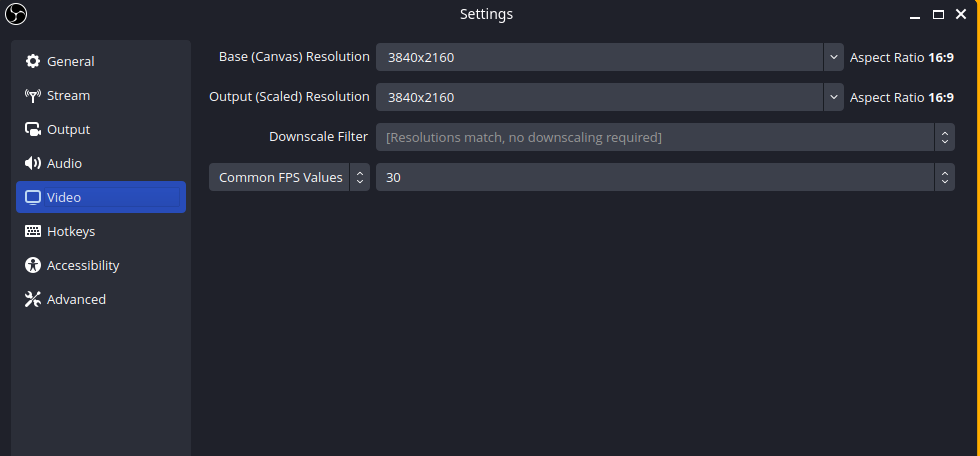 Settings
General
Stream
Output
Audio
Video
Hotkeys
Accessibility
Advanced
Base (Canvas) Resolution 3840x2160 Aspect Ratio 16:9
Output (Scaled) Resolution 3840x2160 Aspect Ratio 16:9
Downscale Filter [Resolutions match, no downscaling required]
Common FPS Values 30